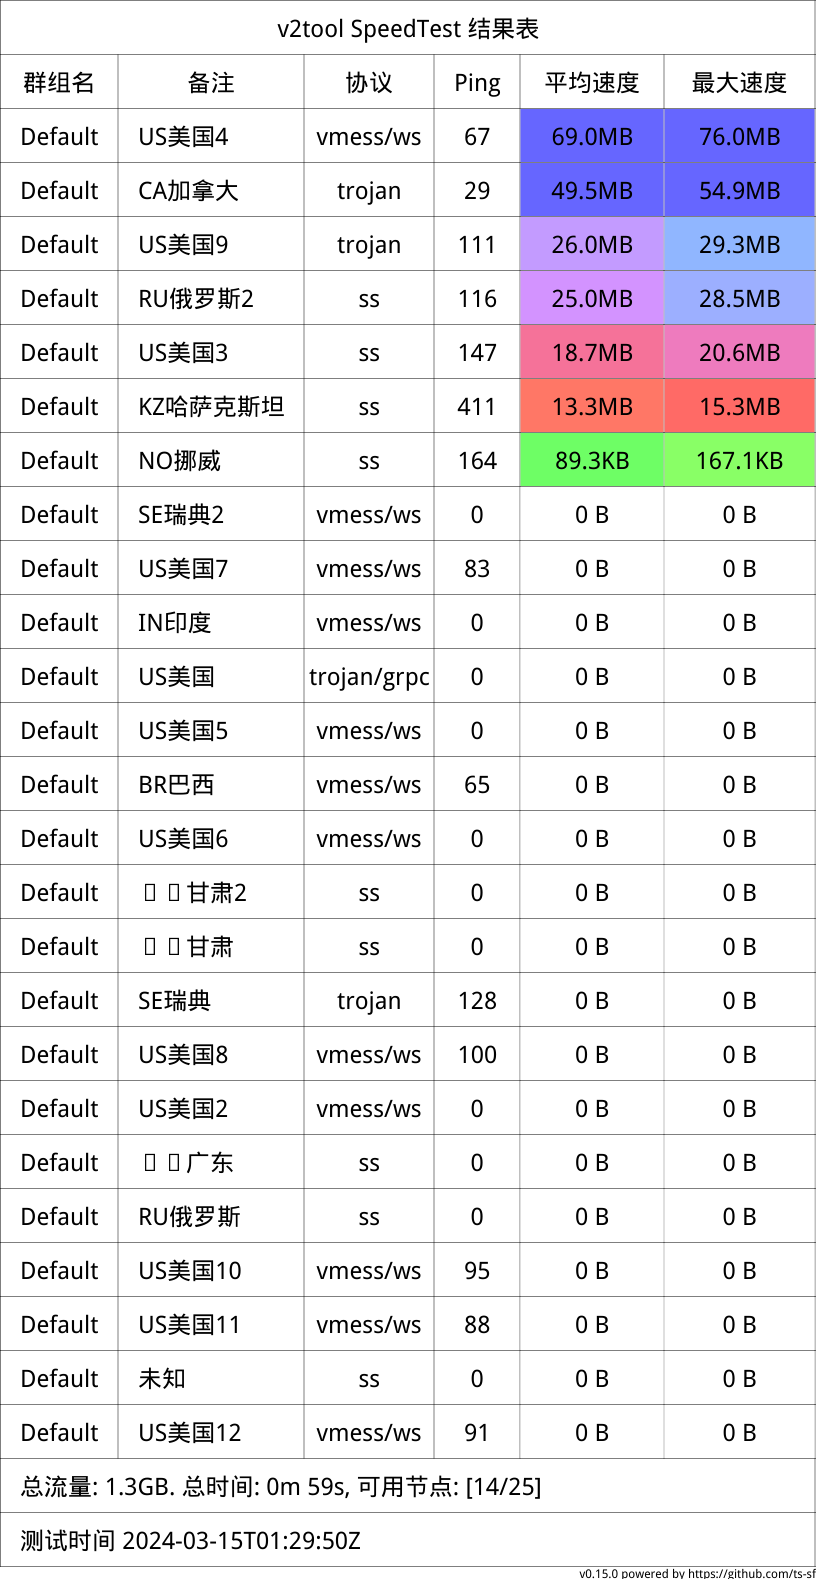 v2tool SpeedTest 结果表
群组名 备注 协议 Ping 平均速度 最大速度
Default US美国4 vmess/ws 67 69.0MB 76.0MB
Default CA加拿大 trojan 29 49.5MB 54.9MB
Default US美国9 trojan 111 26.0MB 29.3MB
Default RU俄罗斯2 ss 116 25.0MB 28.5MB
Default US美国3 ss 147 18.7MB 20.6MB
Default KZ哈萨克斯坦 ss 411 13.3MB 15.3MB
Default NO挪威 ss 164 89.3KB 167.1KB
Default SE瑞典2 vmess/ws 0 0 B 0 B
Default US美国7 vmess/ws 83 0 B 0 B
Default IN印度 vmess/ws 0 0 B 0 B
Default US美国 trojan/grpc 0 0 B 0 B
Default US美国5 vmess/ws 0 0 B 0 B
Default BR巴西 vmess/ws 65 0 B 0 B
Default US美国6 vmess/ws 0 0 B 0 B
Default 甘肃2 ss 0 0 B 0 B
Default 甘肃 ss 0 0 B 0 B
Default SE瑞典 trojan 128 0 B 0 B
Default US美国8 vmess/ws 100 0 B 0 B
Default US美国2 vmess/ws 0 0 B 0 B
Default 广东 ss 0 0 B 0 B
Default RU俄罗斯 ss 0 0 B 0 B
Default US美国10 vmess/ws 95 0 B 0 B
Default US美国11 vmess/ws 88 0 B 0 B
Default 未知 ss 0 0 B 0 B
Default US美国12 vmess/ws 91 0 B 0 B
总流量: 1.3GB. 总时间: 0m 59s, 可用节点: [14/25]
测试时间 2024-03-15T01:29:50Z
v0.15.0 powered by https://github.com/ts-sf